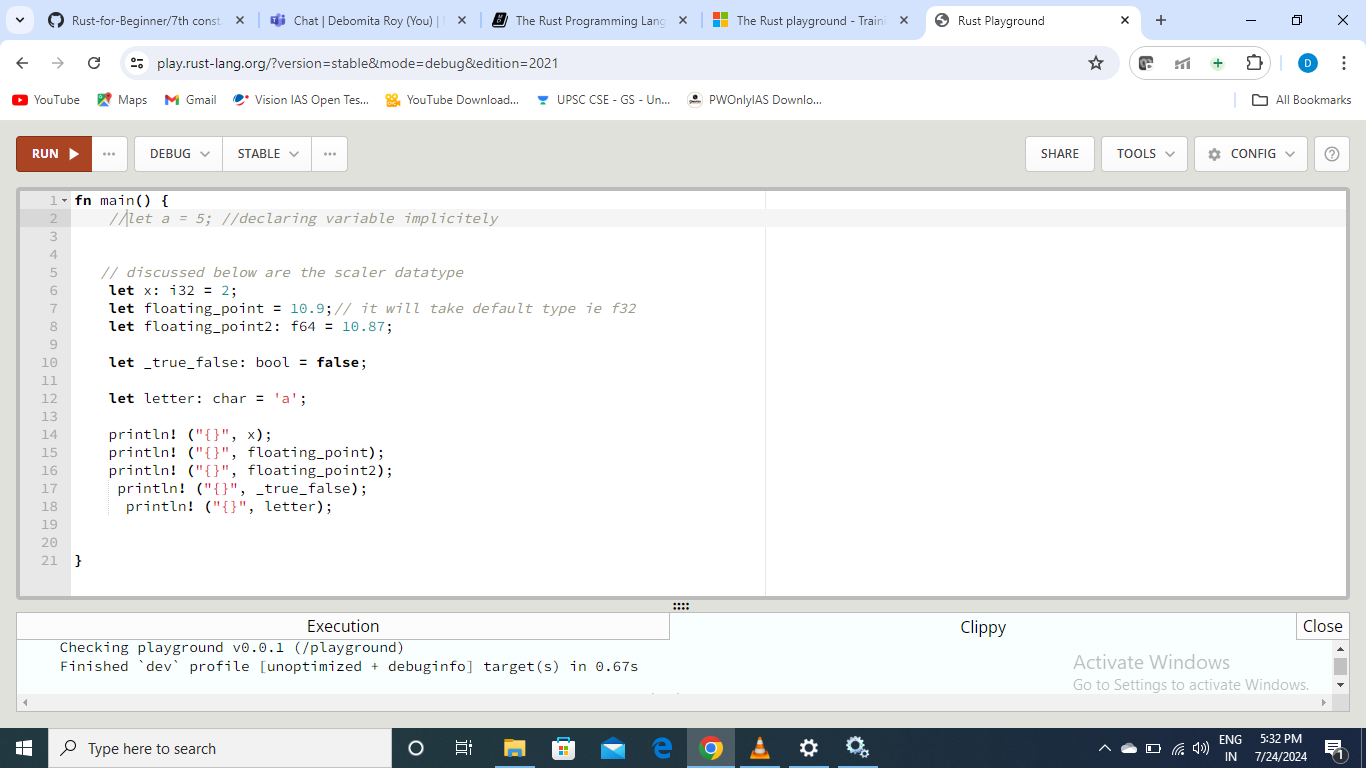 Rust-for-Beginner/7th const
Chat | Debomita Roy (You) |
The Rust Programming Lang
The Rust playground - Traini
Rust Playground
play.rust-lang.org/?version=stable&mode=debug&edition=2021
D
YouTube
Maps
Gmail
Vision IAS Open Tes...
YouTube Download...
UPSC CSE - GS - Un...
PWOnlyIAS Downlo...
All Bookmarks
RUN
DEBUG
STABLE
SHARE
TOOLS
CONFIG
1 fn main() {
2 //let a = 5; //declaring variable implicitely
3
4
5 // discussed below are the scaler datatype
6 let x: i32 = 2;
7 let floating_point = 10.9;// it will take default type ie f32
8 let floating_point2: f64 = 10.87;
9
10 let _true_false: bool = false;
11
12 let letter: char = 'a';
13
14 println! ("{}", x);
15 println! ("{}", floating_point);
16 println! ("{}", floating_point2);
17 println! ("{}", _true_false);
18 println! ("{}", letter);
19
20
21 }
Execution
Clippy
Close
Checking playground v0.0.1 (/playground)
Finished `dev` profile [unoptimized + debuginfo] target(s) in 0.67s
Activate Windows
Go to Settings to activate Windows.
Type here to search
ENG
IN
5:32 PM
7/24/2024
1